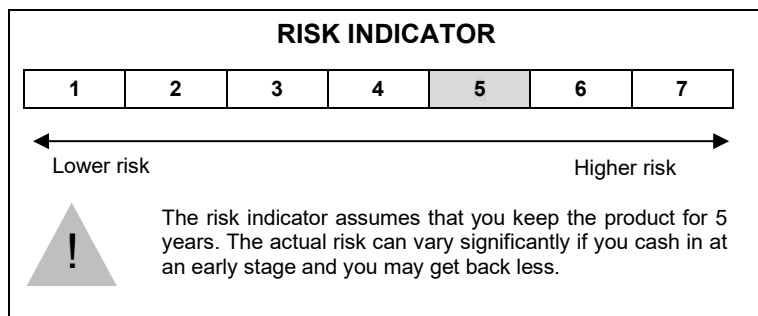 RISK INDICATOR
1 2 3 4 5 6 7
Lower risk Higher risk
!
The risk indicator assumes that you keep the product for 5
years. The actual risk can vary significantly if you cash in at
an early stage and you may get back less.